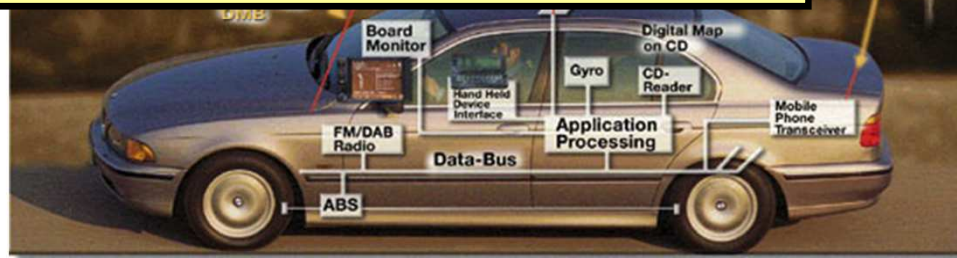 DMB
Board
Monitor
Digital Map
on CD
Gyro
CD-
Reader
Hand Held
Device
Interface
Mobile
Phone
Transceiver
FM/DAB
Radio
Application
Processing
Data-Bus
ABS